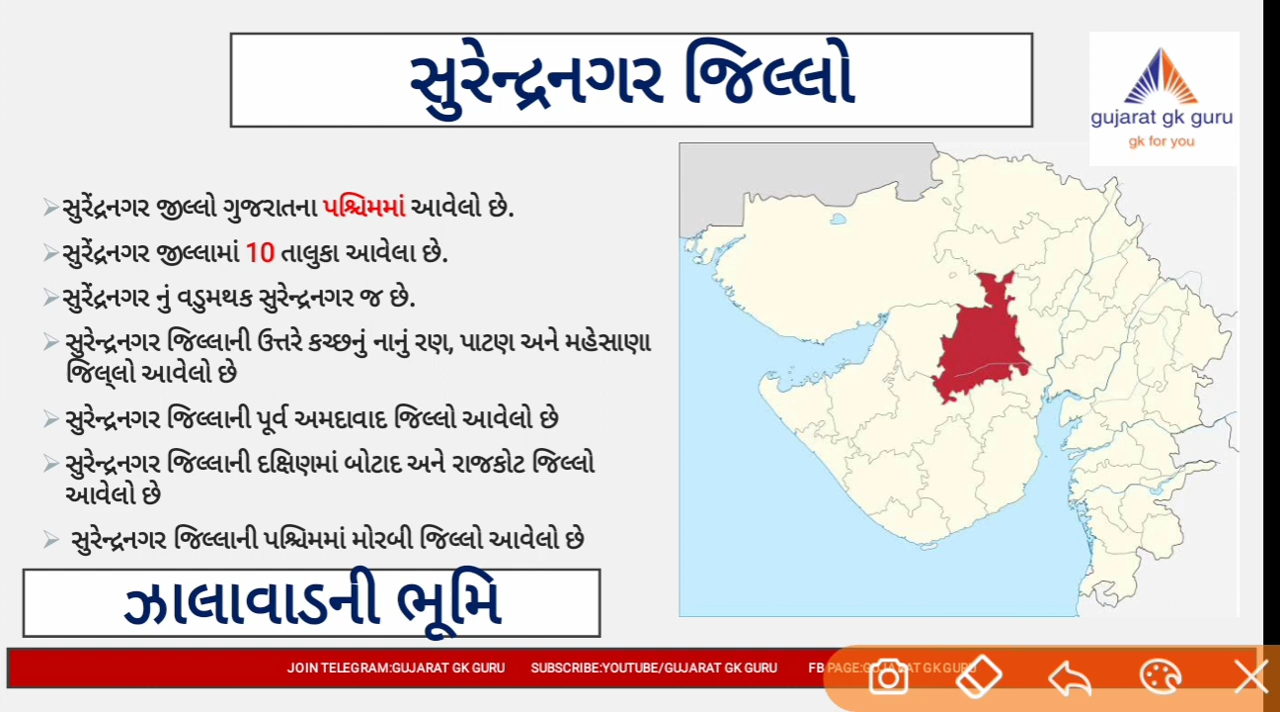 સુરેન્દ્રનગર જિલ્લો
gujarat gk guru
gk for you
➢સુરેંદ્રનગર જીલ્લો ગુજરાતના પશ્ચિમમાં આવેલો છે.
➢સુરેંદ્રનગર જીલ્લામાં 10 તાલુકા આવેલા છે.
➢સુરેંદ્રનગર નું વડુમથક સુરેન્દ્રનગર જ છે.
➢ સુરેન્દ્રનગર જિલ્લાની ઉત્તરે કચ્છનું નાનું રણ, પાટણ અને મહેસાણા
જિલ્લો આવેલો છે
➢ સુરેન્દ્રનગર જિલ્લાની પૂર્વ અમદાવાદ જિલ્લો આવેલો છે
➢ સુરેન્દ્રનગર જિલ્લાની દક્ષિણમાં બોટાદ અને રાજકોટ જિલ્લો
આવેલો છે
➢ સુરેન્દ્રનગર જિલ્લાની પશ્ચિમમાં મોરબી જિલ્લો આવેલો છે
ઝાલાવાડની ભૂમિ
JOIN TELEGRAM:GUJARAT GK GURU SUBSCRIBE:YOUTUBE/GUJARAT GK GURU FB PAGE:GUJARAT GK GURU